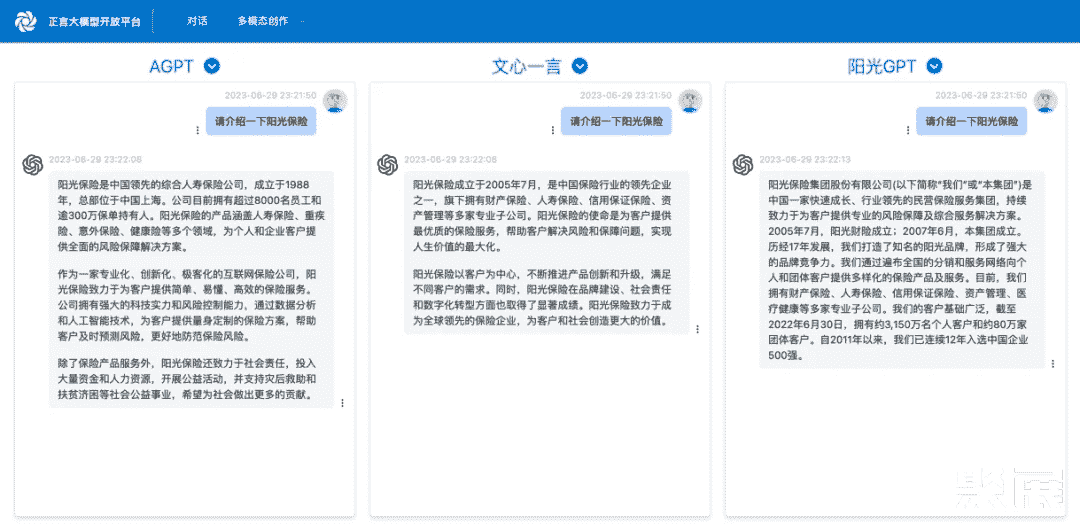 正言大模型开放平台
对话
多模态创作
AGPT
2023-06-29 23:21:50
请介绍一下阳光保险
2023-06-29 23:22:06
阳光保险是中国领先的综合人寿保险公司，成立于1988
年，总部位于中国上海。公司目前拥有超过8000名员工和
逾300万保单持有人。阳光保险的产品涵盖人寿保险、重疾
险、意外保险、健康险等多个领域，为个人和企业客户提
供全面的风险保障解决方案。
作为一家专业化、创新化、极客化的互联网保险公司，阳
光保险致力于为客户提供简单、易懂、高效的保险服务。
公司拥有强大的科技实力和风险控制能力，通过数据分析
和人工智能技术，为客户提供量身定制的保险方案，帮助
客户及时预测风险，更好地防范保险风险。
除了保险产品服务外，阳光保险还致力于社会责任，投入
大量资金和人力资源，开展公益活动，并支持灾后救助和
扶贫济困等社会公益事业，希望为社会做出更多的贡献。
文心一言
2023-06-29 23:21:50
请介绍一下阳光保险
2023-06-29 23:22:06
阳光保险成立于2005年7月，是中国保险行业的领先企业
之一，旗下拥有财产保险、人寿保险、信用保证保险、资
产管理等多家专业子公司。阳光保险的使命是为客户提供
最优质的保险服务，帮助客户解决风险和保障问题，实现
人生价值的最大化。
阳光保险以客户为中心，不断推进产品创新和升级，满足
不同客户的需求。同时，阳光保险在品牌建设、社会责任
和数字化转型方面也取得了显著成绩。阳光保险致力于成
为全球领先的保险企业，为客户和社会创造更大的价值。
阳光GPT
2023-06-29 23:21:50
请介绍一下阳光保险
2023-06-29 23:22:13
阳光保险集团股份有限公司(以下简称"我们"或"本集团")是
中国一家快速成长、行业领先的民营保险服务集团，持续
致力于为客户提供专业的风险保障及综合服务解决方案。
2005年7月，阳光财险成立；2007年6月，本集团成立。
历经17年发展，我们打造了知名的阳光品牌，形成了强大
的品牌竞争力。我们通过遍布全国的分销和服务网络向个
人和团体客户提供多样化的保险产品及服务。目前，我们
拥有财产保险、人寿保险、信用保证保险、资产管理、医
疗健康等多家专业子公司。我们的客户基础广泛，截至
2022年6月30日，拥有约3,150万名个人客户和约80万家
团体客户。自2011年以来，我们已连续12年入选中国企业
500强。